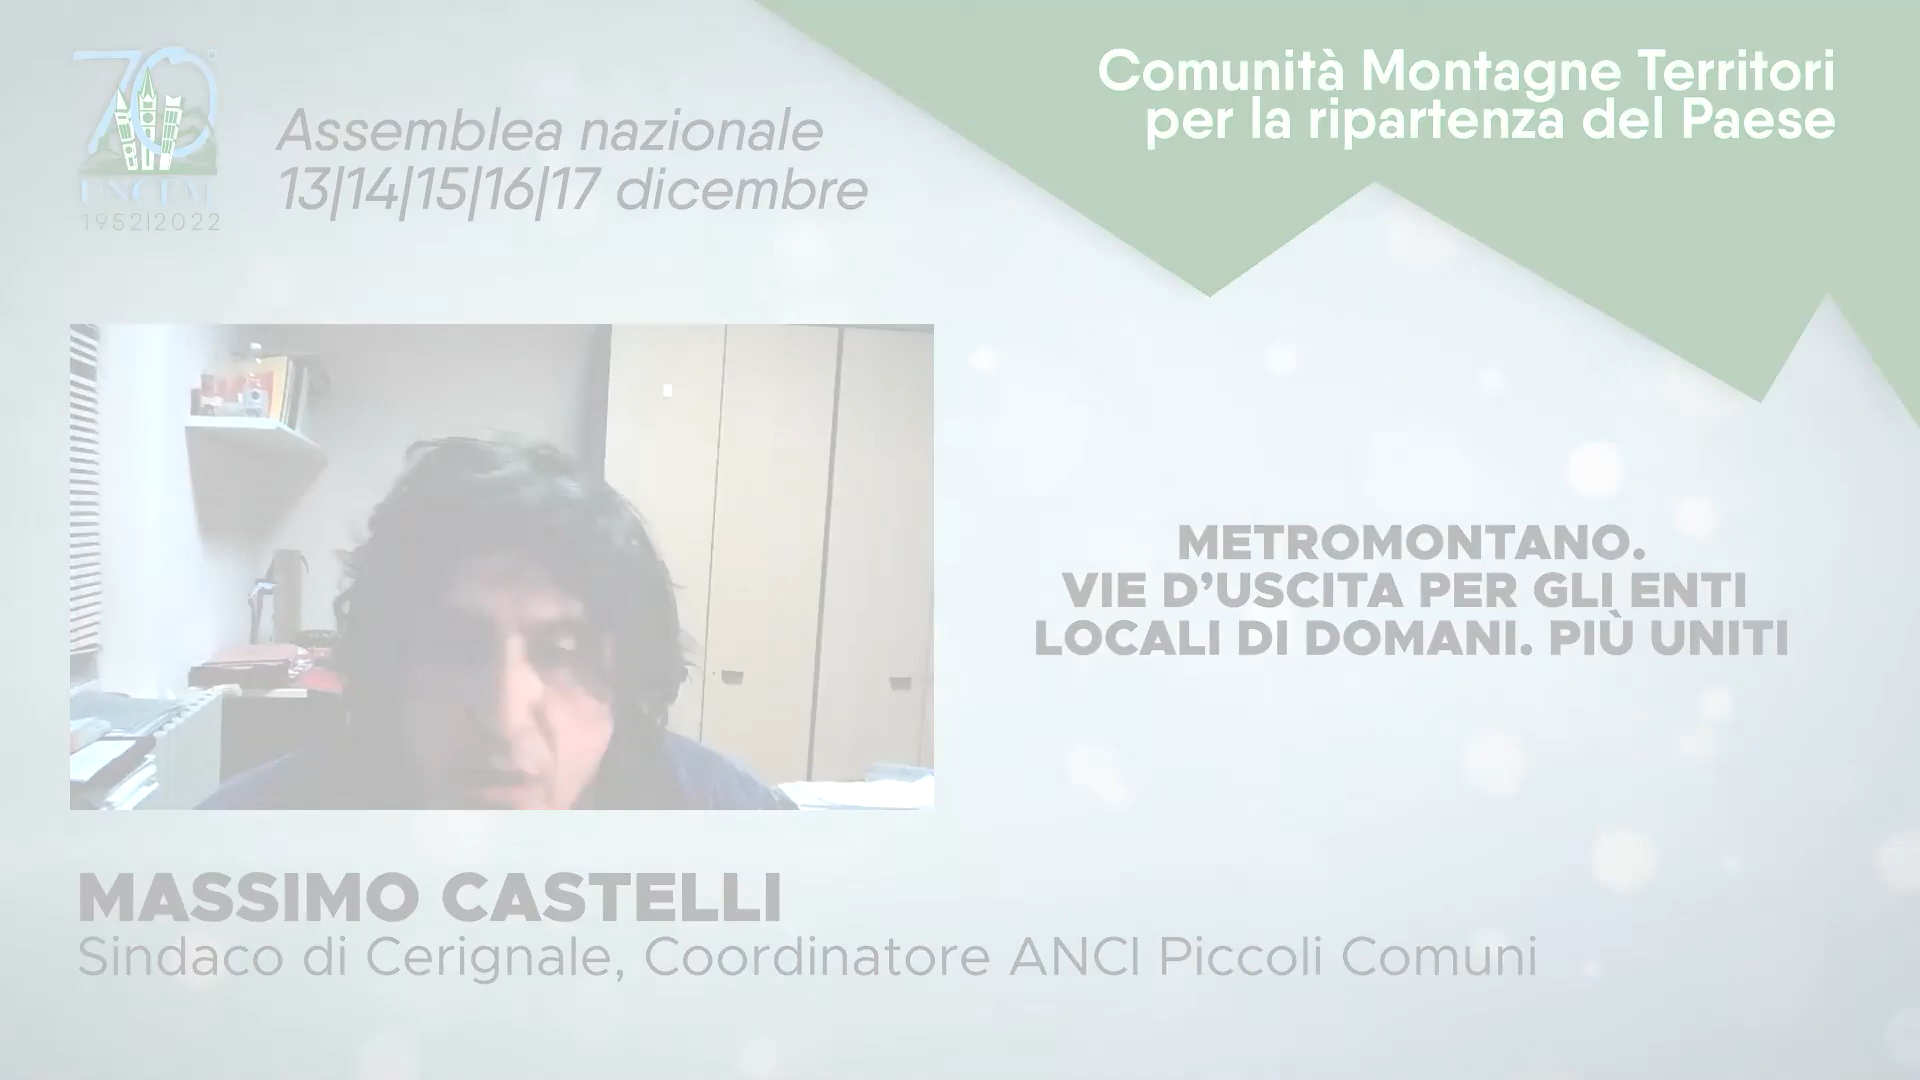 70°
UNCEM
1952|2022
Assemblea nazionale
13|14|15|16|17 dicembre
Comunità Montagne Territori
per la ripartenza del Paese
METROMONTANO.
VIE D’USCITA PER GLI ENTI
LOCALI DI DOMANI. PIÙ UNITI
MASSIMO CASTELLI
Sindaco di Cerignale, Coordinatore ANCI Piccoli Comuni